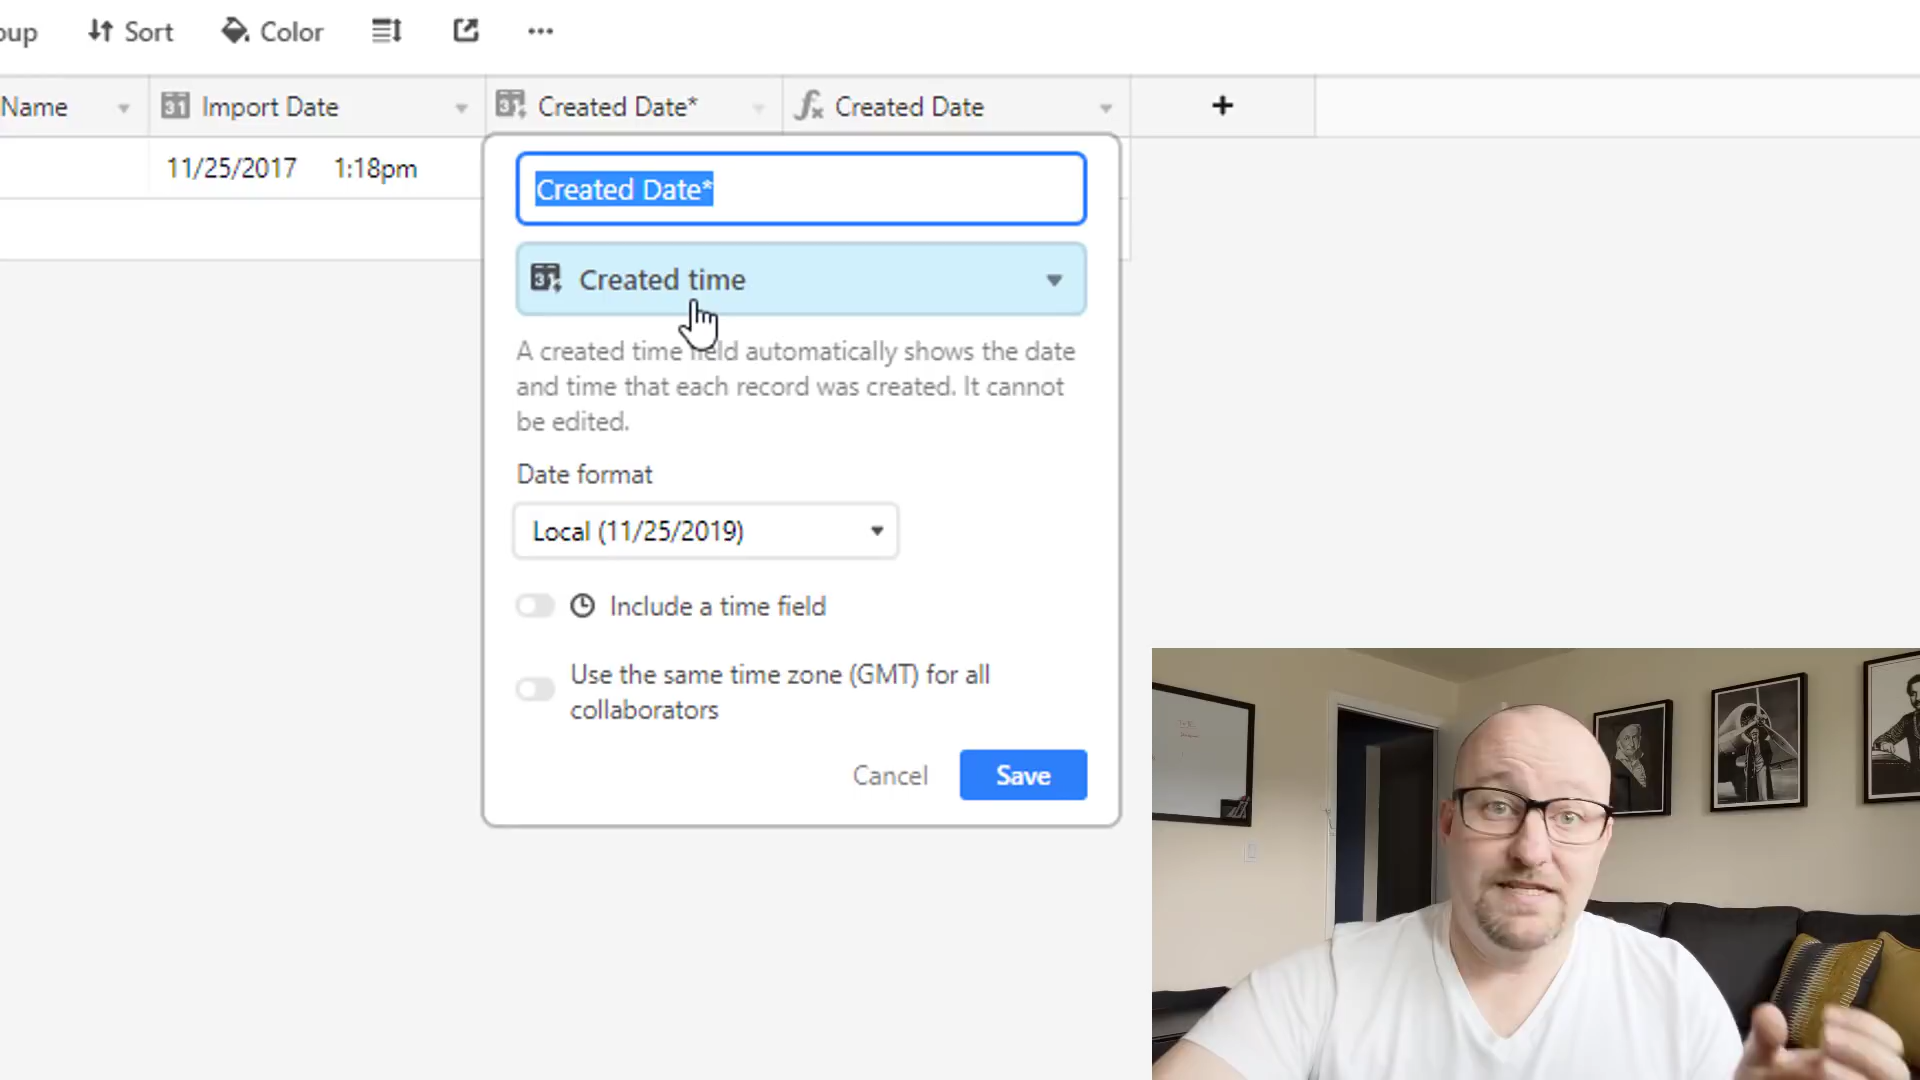 oup Sort Color
Name Import Date Created Date* Created Date +
11/25/2017 1:18pm
Created Date*
Created time
A created time field automatically shows the date
and time that each record was created. It cannot
be edited.
Date format
Local (11/25/2019)
Include a time field
Use the same time zone (GMT) for all
collaborators
Cancel Save